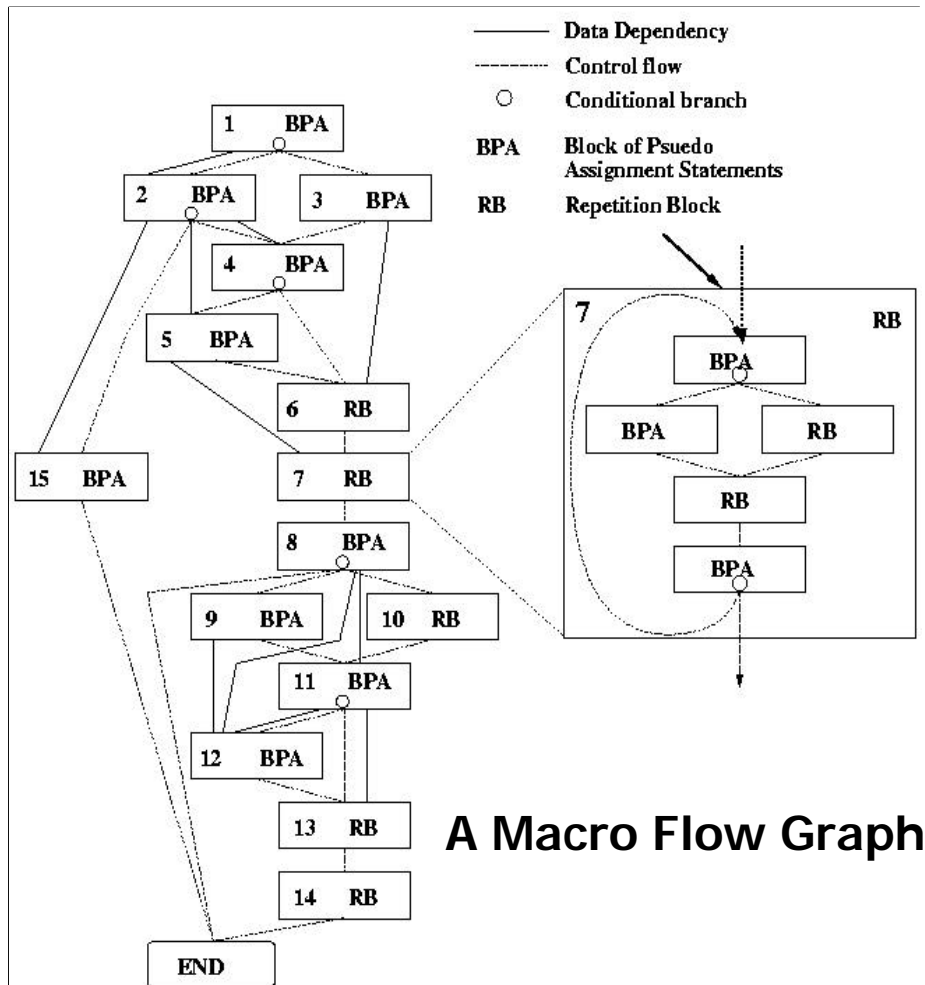 Data Dependency
Control flow
Conditional branch
BPA Block of Psuedo
Assignment Statements
RB Repetition Block
1 BPA
2 BPA
3 BPA
4 BPA
5 BPA
6 RB
15 BPA
7 RB
8 BPA
9 BPA
10 RB
11 BPA
12 BPA
13 RB
14 RB
END
7 RB
BPA
BPA RB
RB
BPA
A Macro Flow Graph